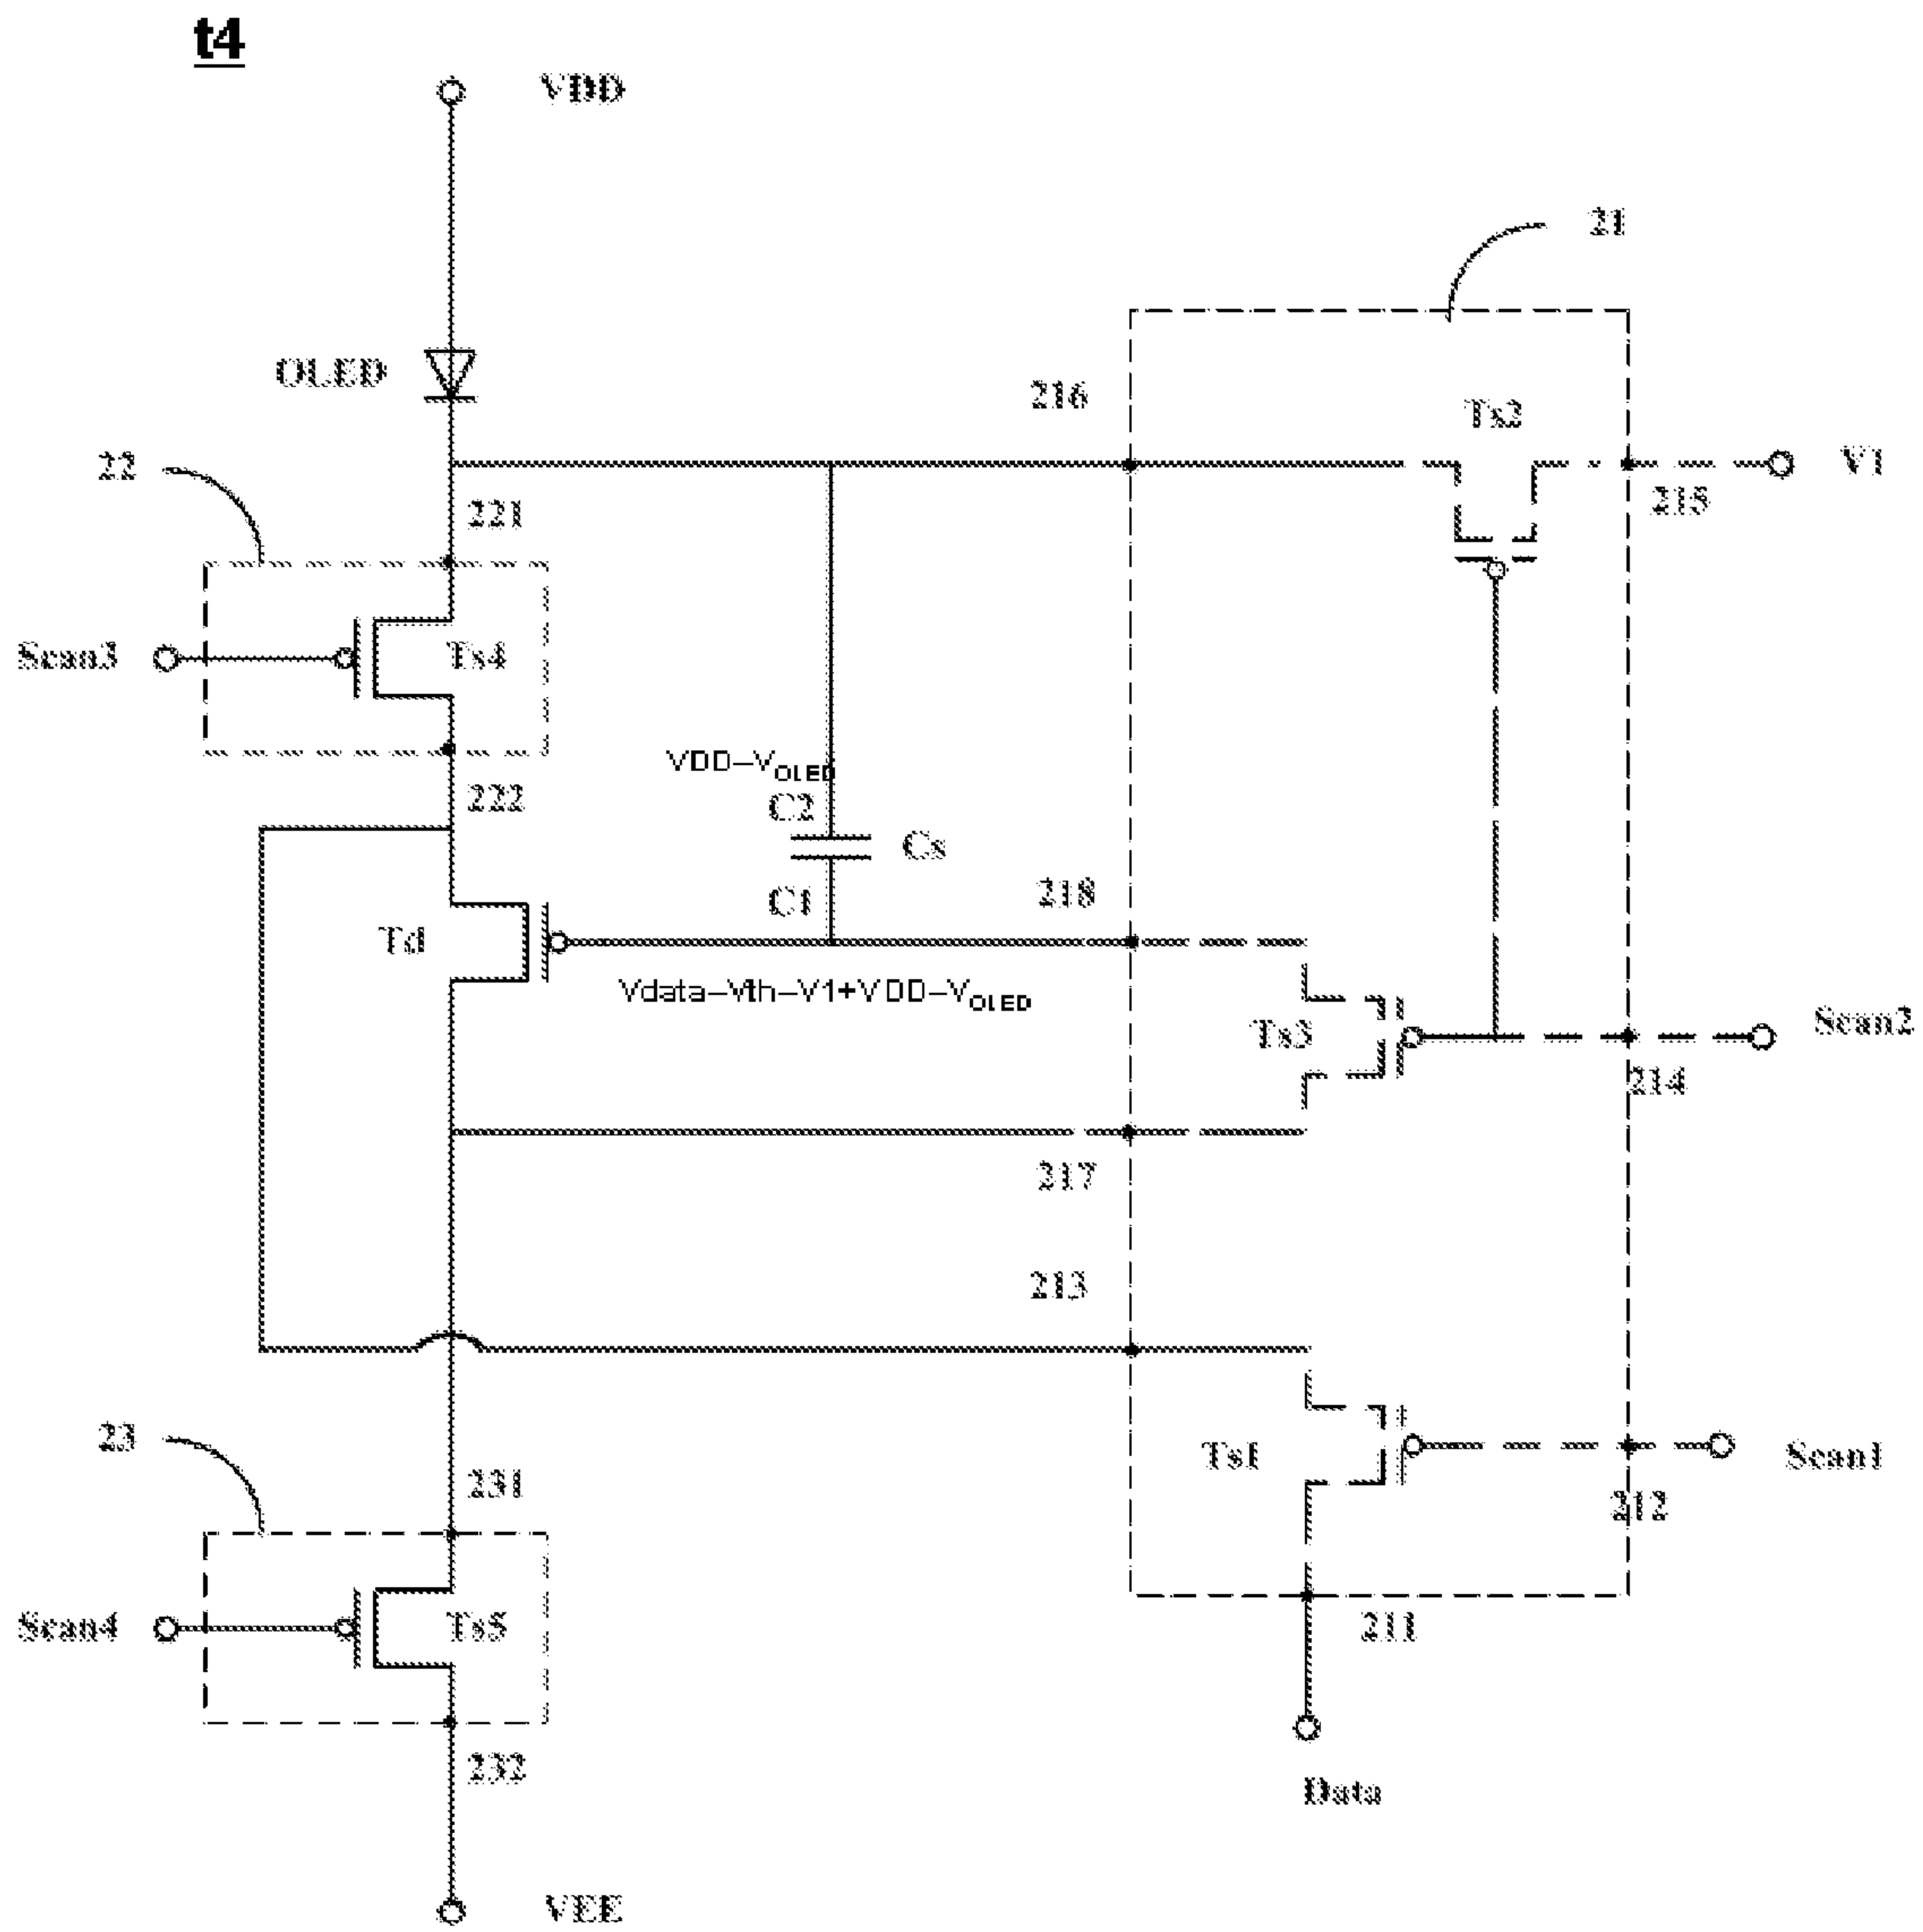 t4
VDD
21
OLED
216
Ts2
22
V1
221
215
Scan3
Ts4
VDD–V_OLED
222
C2
Cs
C1
218
Td
Vdata–Vth–V1+VDD–V_OLED
Ts3
Scan2
214
217
213
23
Ts1
Scan1
231
212
Scan4
Ts5
211
232
Data
VEE